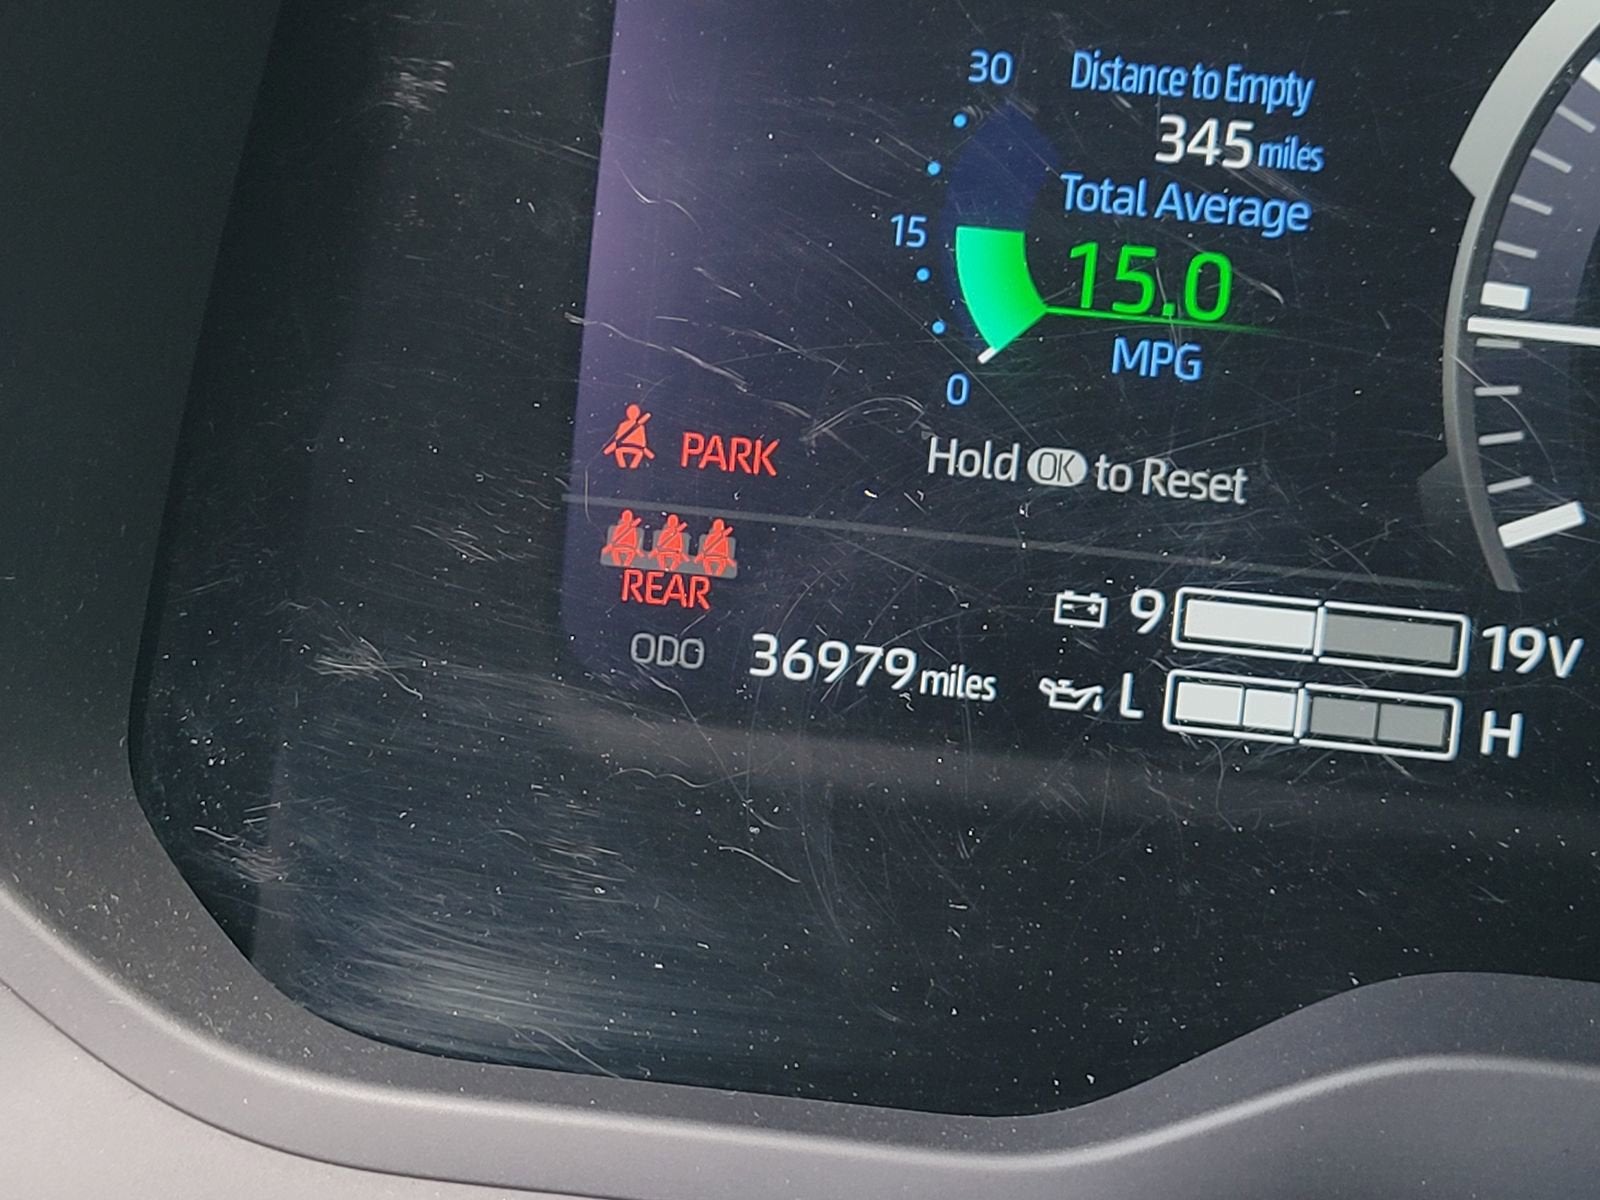 30
Distance to Empty
345 miles
Total Average
15
15.0
MPG
0
PARK
Hold OK to Reset
REAR
9 19V
ODO 36979 miles
L H